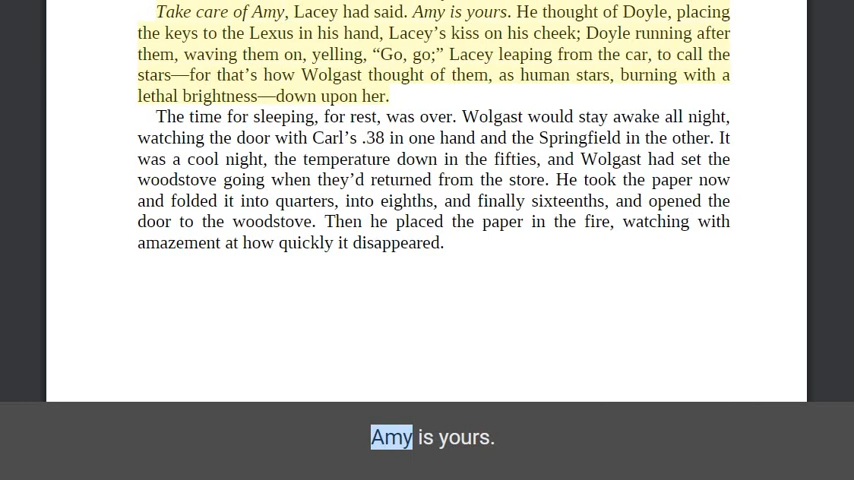 Take care of Amy, Lacey had said. Amy is yours. He thought of Doyle, placing
the keys to the Lexus in his hand, Lacey’s kiss on his cheek; Doyle running after
them, waving them on, yelling, “Go, go;” Lacey leaping from the car, to call the
stars—for that’s how Wolgast thought of them, as human stars, burning with a
lethal brightness—down upon her.
The time for sleeping, for rest, was over. Wolgast would stay awake all night,
watching the door with Carl’s .38 in one hand and the Springfield in the other. It
was a cool night, the temperature down in the fifties, and Wolgast had set the
woodstove going when they’d returned from the store. He took the paper now
and folded it into quarters, into eighths, and finally sixteenths, and opened the
door to the woodstove. Then he placed the paper in the fire, watching with
amazement at how quickly it disappeared.
Amy is yours.